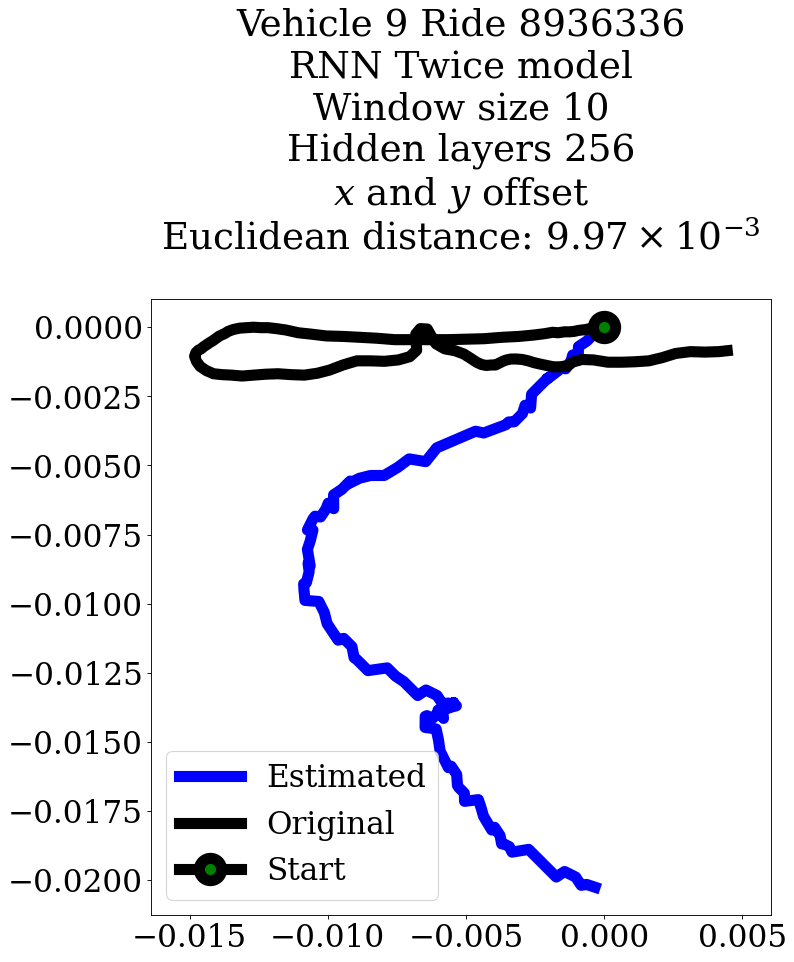 Vehicle 9 Ride 8936336
RNN Twice model
Window size 10
Hidden layers 256
x and y offset
Euclidean distance: 9.97 × 10⁻³
0.0000
−0.0025
−0.0050
−0.0075
−0.0100
−0.0125
−0.0150
−0.0175
−0.0200
Estimated
Original
Start
−0.015 −0.010 −0.005 0.000 0.005